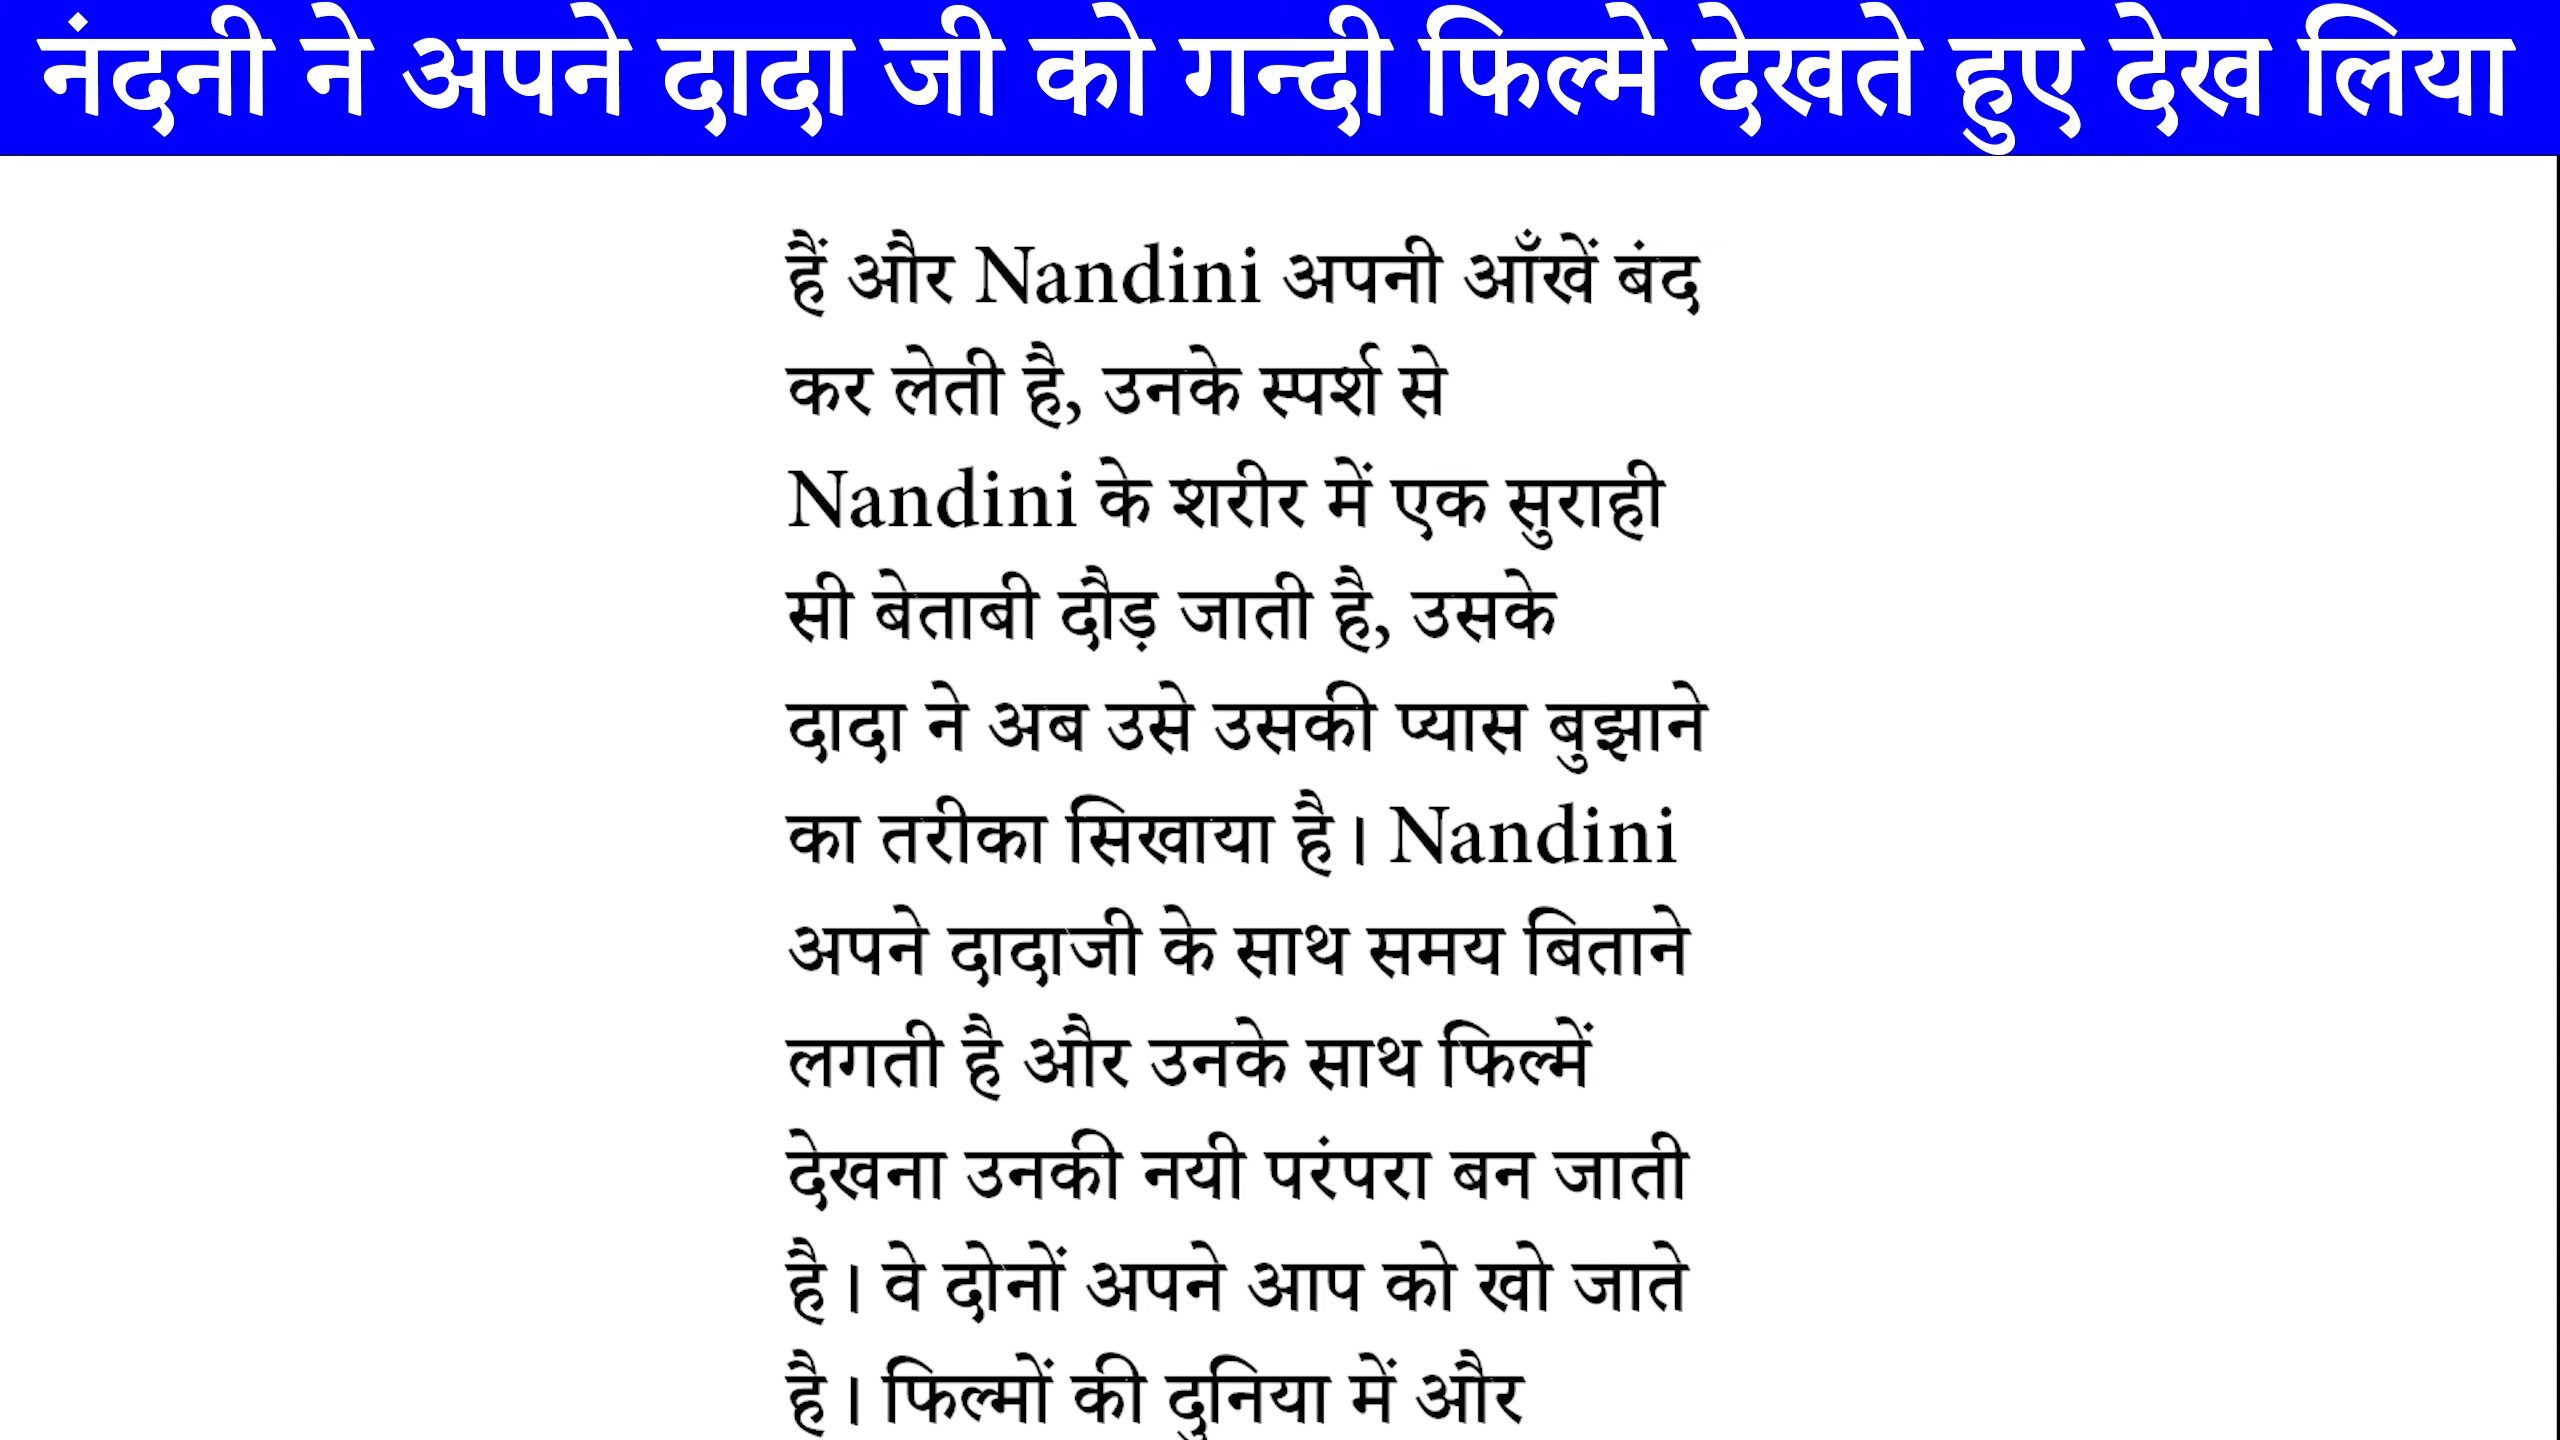 नंदनी ने अपने दादा जी को गन्दी फिल्मे देखते हुए देख लिया
हैं और Nandini अपनी आँखें बंद
कर लेती है, उनके स्पर्श से
Nandini के शरीर में एक सुराही
सी बेताबी दौड़ जाती है, उसके
दादा ने अब उसे उसकी प्यास बुझाने
का तरीका सिखाया है। Nandini
अपने दादाजी के साथ समय बिताने
लगती है और उनके साथ फिल्में
देखना उनकी नयी परंपरा बन जाती
है। वे दोनों अपने आप को खो जाते
है। फिल्मों की दुनिया में और